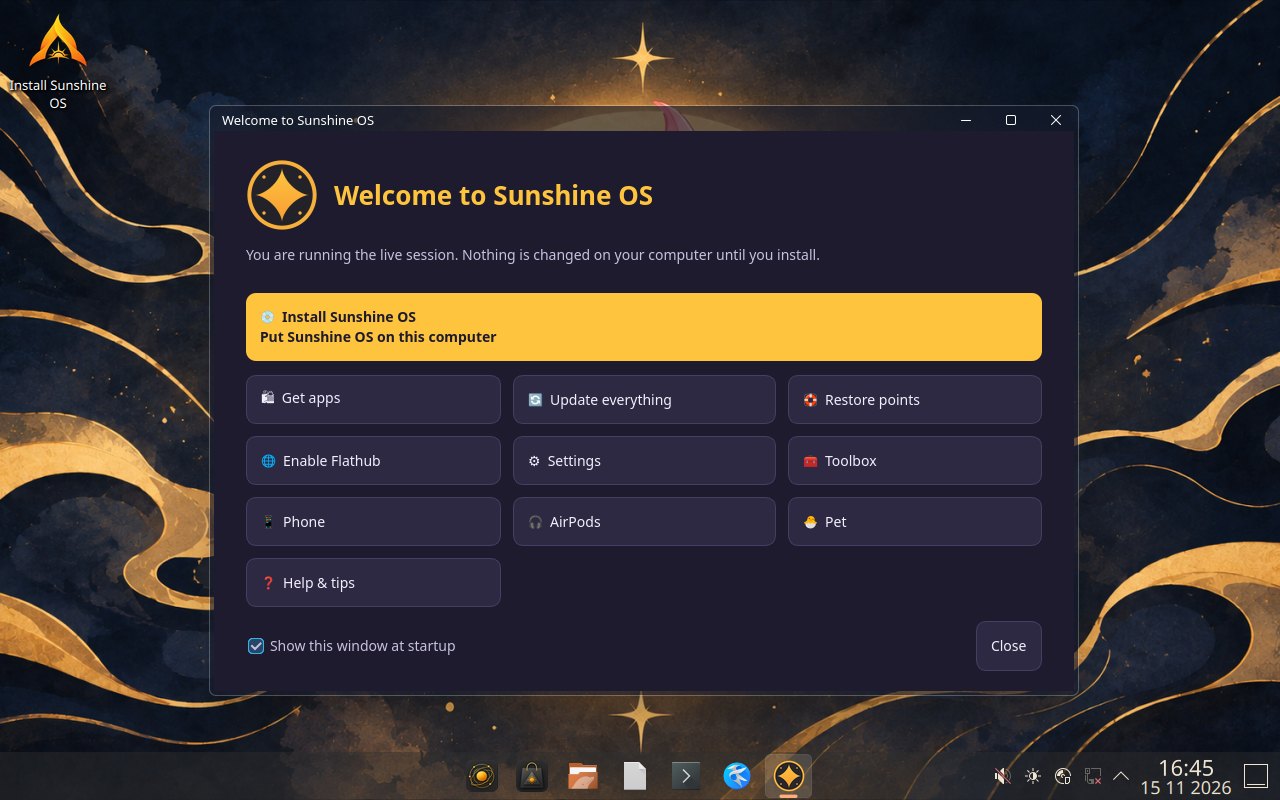 Install Sunshine
OS
Welcome to Sunshine OS
Welcome to Sunshine OS
You are running the live session. Nothing is changed on your computer until you install.
Install Sunshine OS
Put Sunshine OS on this computer
Get apps
Update everything
Restore points
Enable Flathub
Settings
Toolbox
Phone
AirPods
Pet
Help & tips
Show this window at startup
Close
16:45
15 11 2026